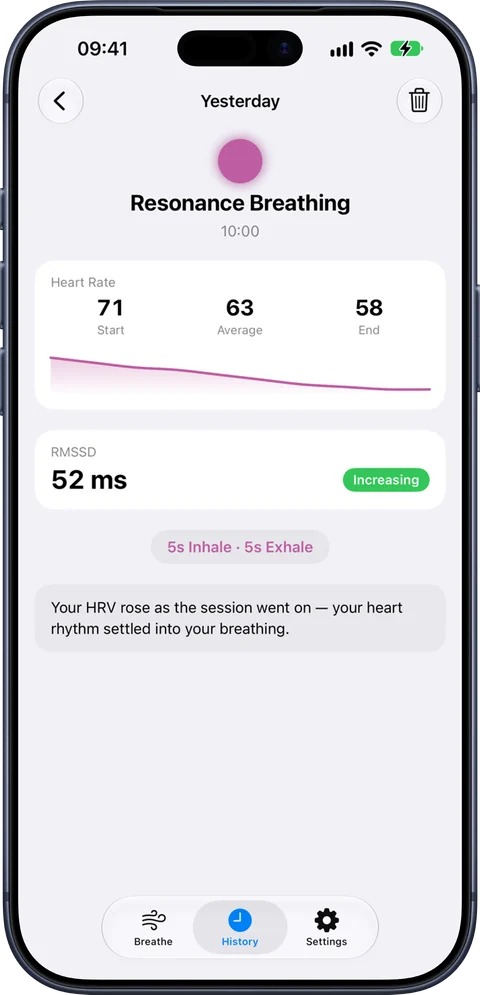 09:41
Yesterday
Resonance Breathing
10:00
Heart Rate
71 63 58
Start Average End
RMSSD
52 ms Increasing
5s Inhale · 5s Exhale
Your HRV rose as the session went on — your heart
rhythm settled into your breathing.
Breathe History Settings